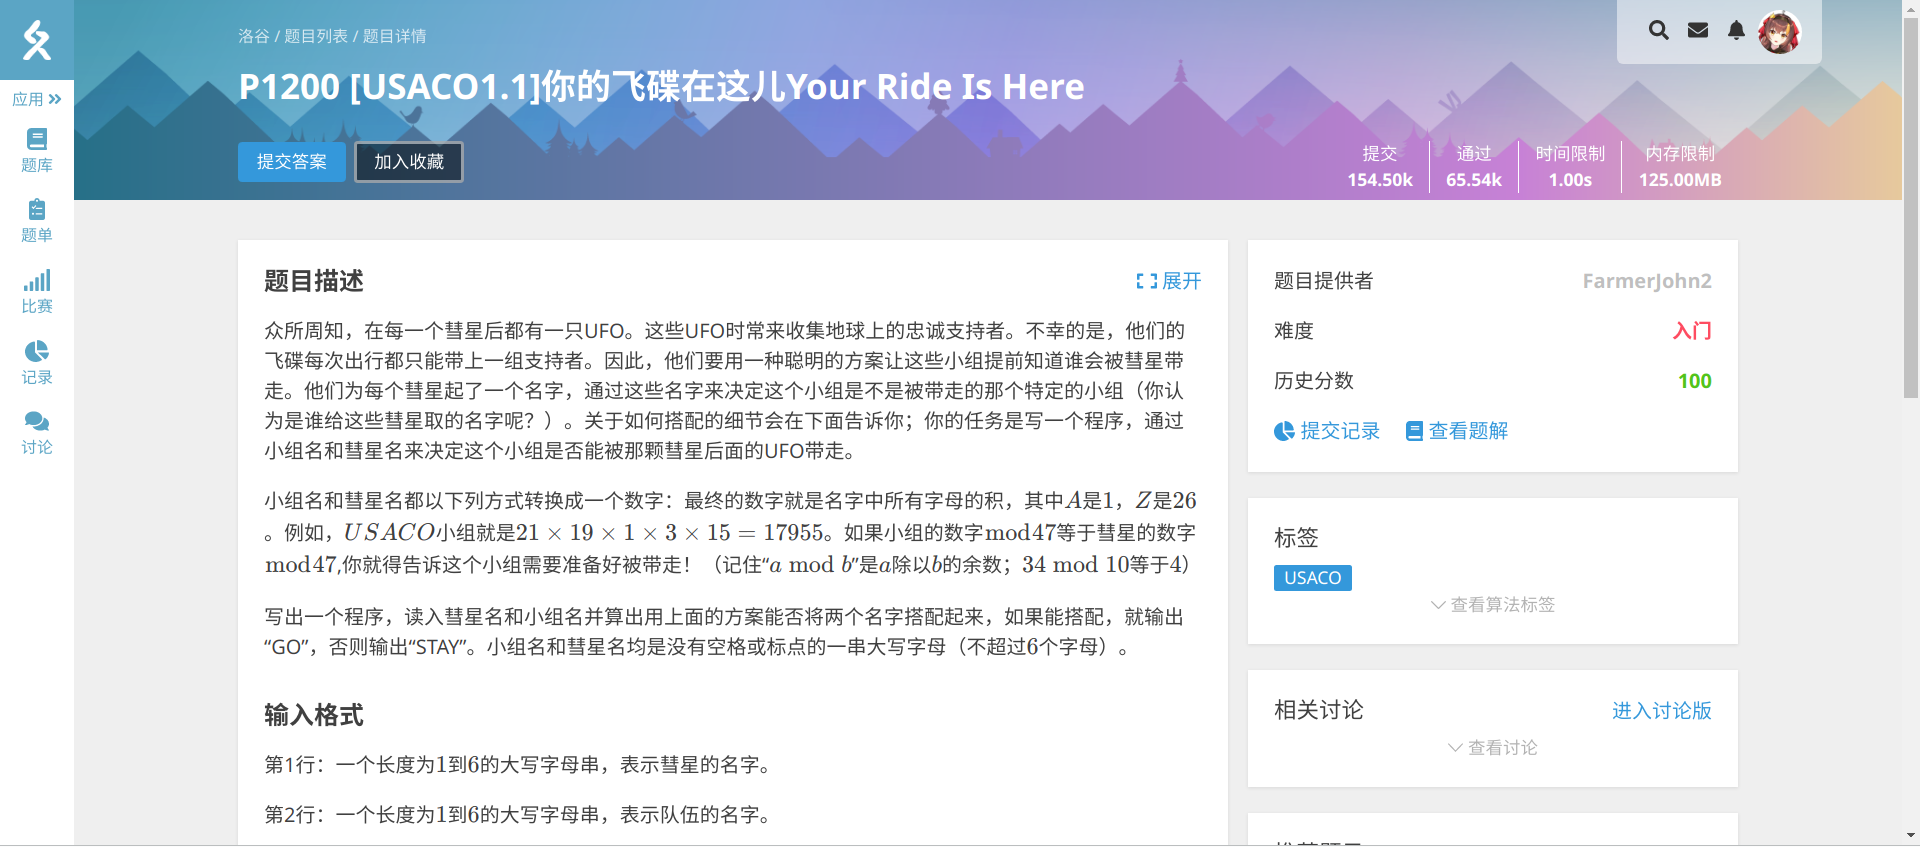 洛谷 / 题目列表 / 题目详情
P1200 [USACO1.1]你的飞碟在这儿Your Ride Is Here
应用
题库
题单
比赛
记录
讨论
提交答案
加入收藏
提交
154.50k
通过
65.54k
时间限制
1.00s
内存限制
125.00MB
题目描述
展开
众所周知，在每一个彗星后都有一只UFO。这些UFO时常来收集地球上的忠诚支持者。不幸的是，他们的
飞碟每次出行都只能带上一组支持者。因此，他们要用一种聪明的方案让这些小组提前知道谁会被彗星带
走。他们为每个彗星起了一个名字，通过这些名字来决定这个小组是不是被带走的那个特定的小组（你认
为是谁给这些彗星取的名字呢？）。关于如何搭配的细节会在下面告诉你；你的任务是写一个程序，通过
小组名和彗星名来决定这个小组是否能被那颗彗星后面的UFO带走。
小组名和彗星名都以下列方式转换成一个数字：最终的数字就是名字中所有字母的积，其中A是1，Z是26
。例如，USACO小组就是21 × 19 × 1 × 3 × 15 = 17955。如果小组的数字mod47等于彗星的数字
mod47,你就得告诉这个小组需要准备好被带走！（记住“a mod b”是a除以b的余数；34 mod 10等于4）
写出一个程序，读入彗星名和小组名并算出用上面的方案能否将两个名字搭配起来，如果能搭配，就输出
“GO”，否则输出“STAY”。小组名和彗星名均是没有空格或标点的一串大写字母（不超过6个字母）。
输入格式
第1行：一个长度为1到6的大写字母串，表示彗星的名字。
第2行：一个长度为1到6的大写字母串，表示队伍的名字。
题目提供者
FarmerJohn2
难度
入门
历史分数
100
提交记录
查看题解
标签
USACO
查看算法标签
相关讨论
进入讨论版
查看讨论